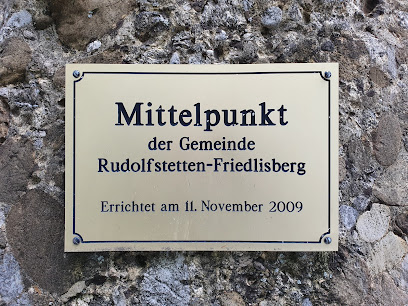 Mittelpunkt
der Gemeinde
Rudolfstetten-Friedlisberg
Errichtet am 11. November 2009